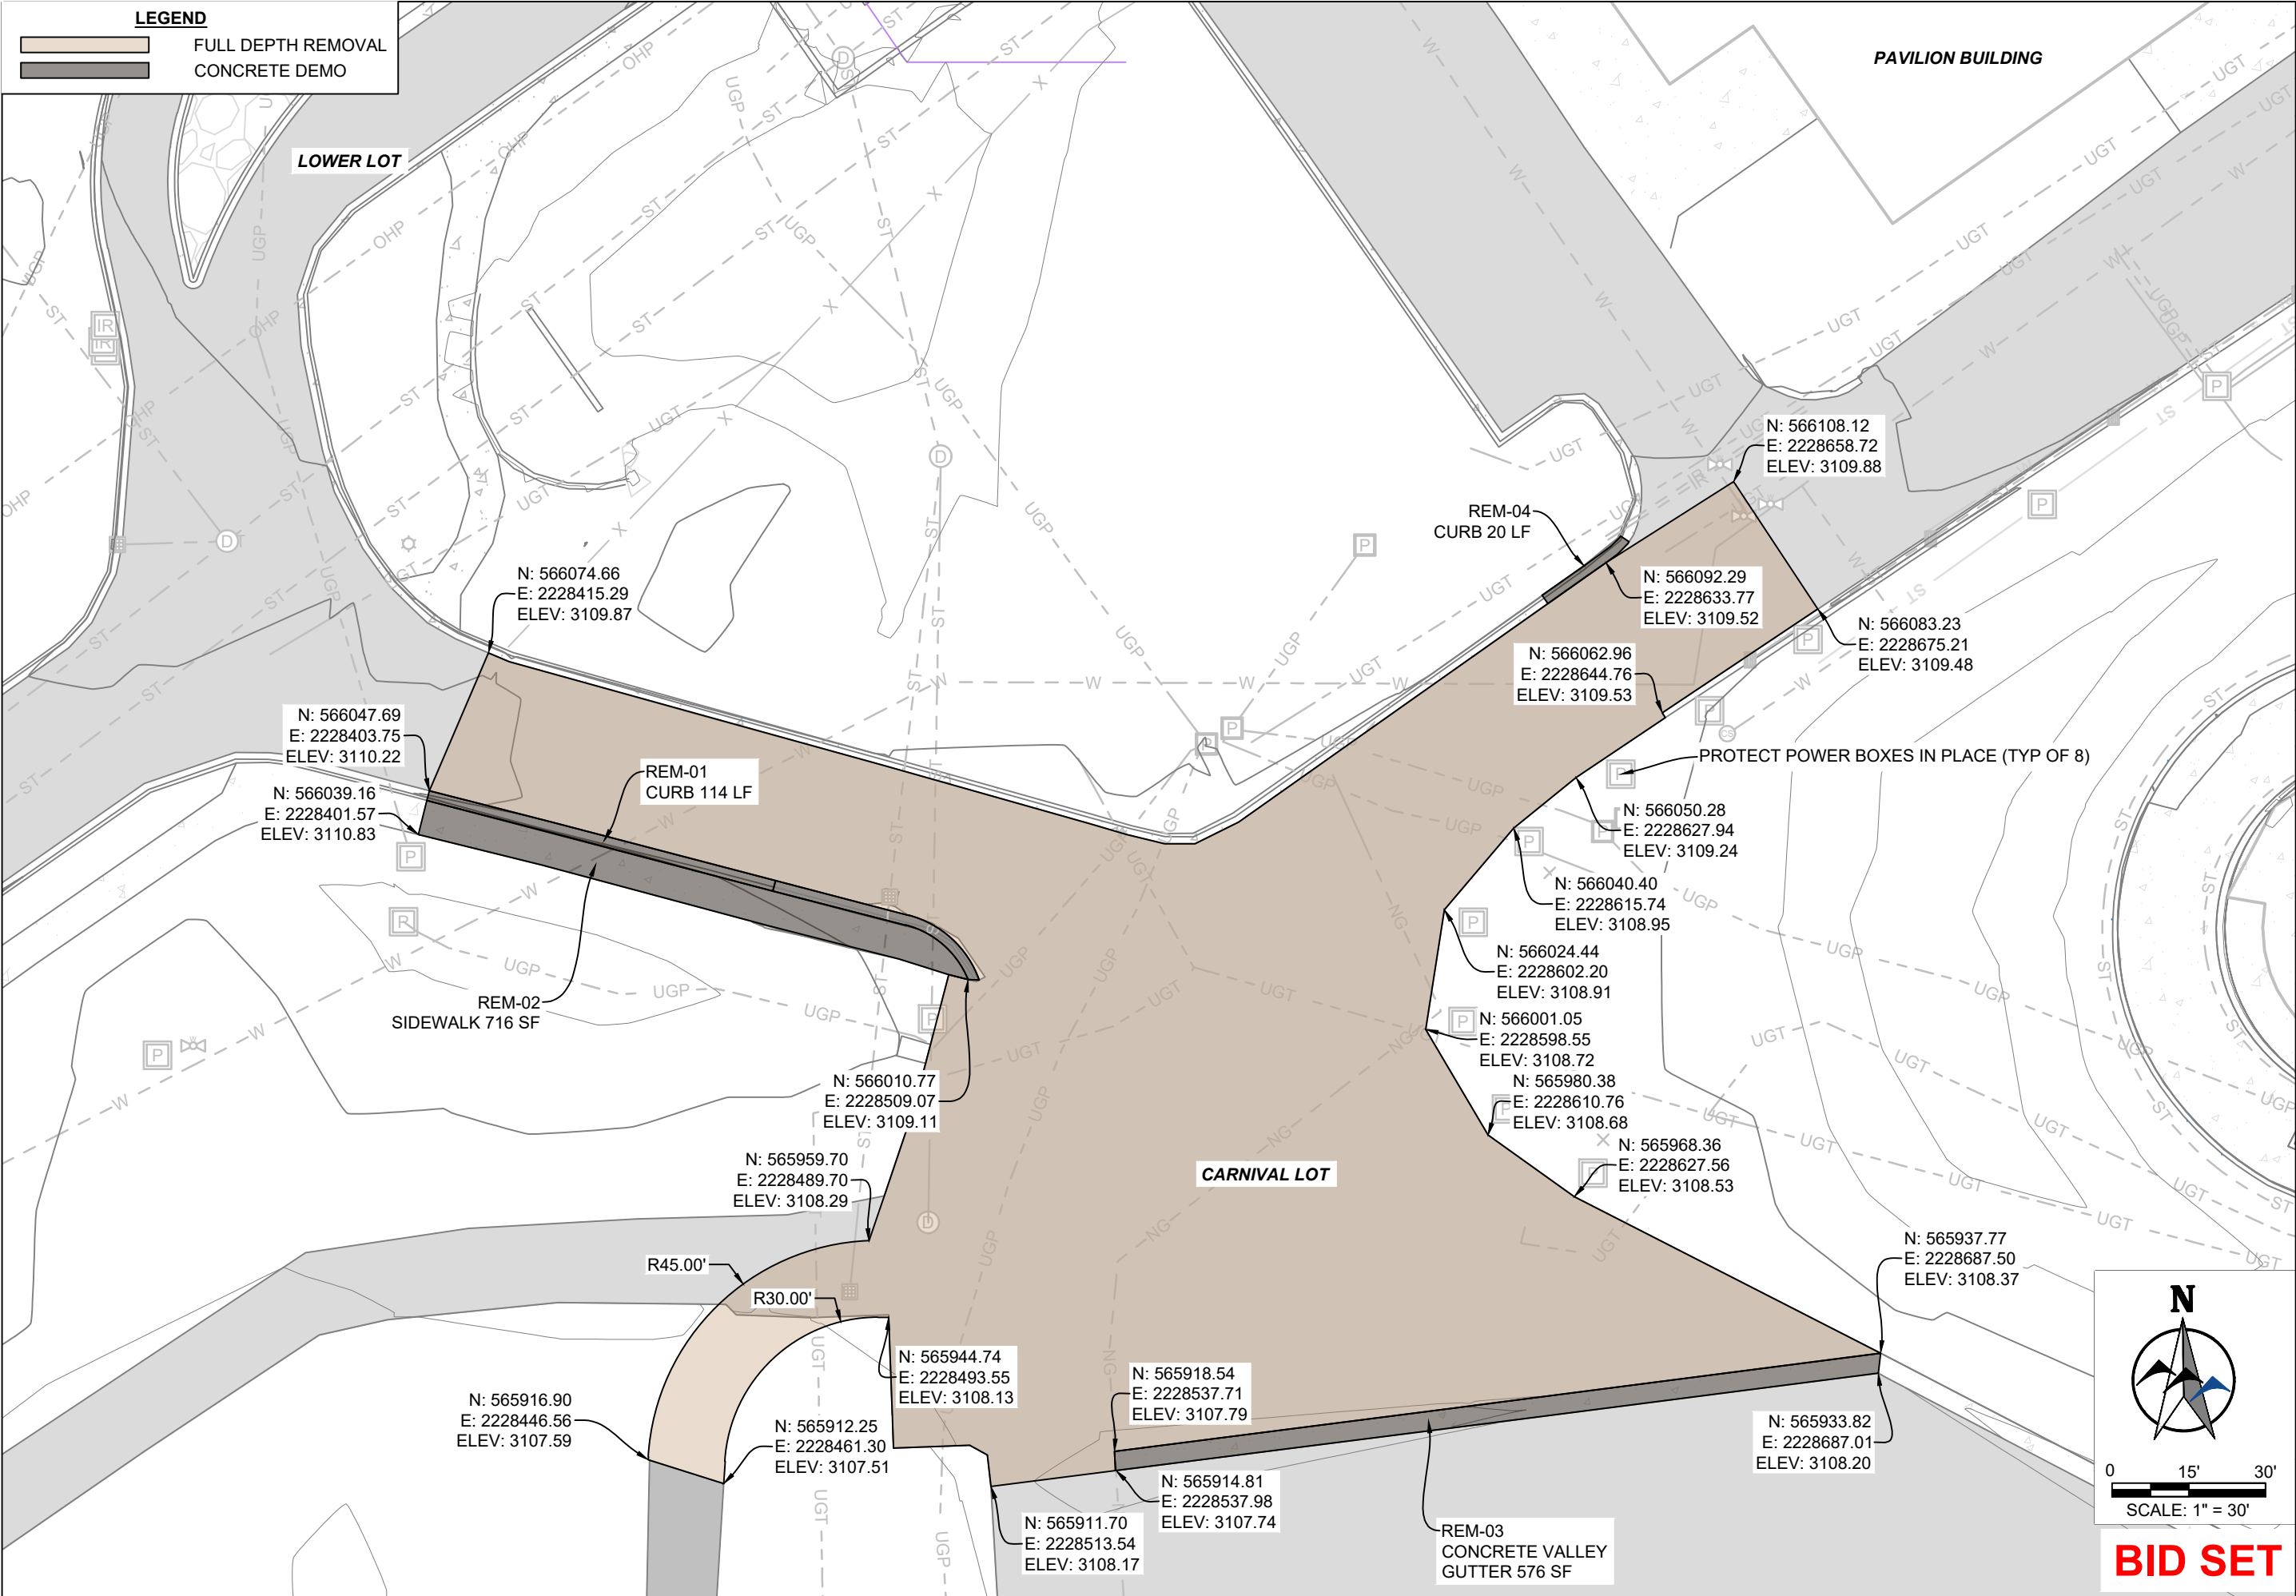 LEGEND
FULL DEPTH REMOVAL
CONCRETE DEMO
LOWER LOT
PAVILION BUILDING
N: 566108.12
E: 2228658.72
ELEV: 3109.88
REM-04
CURB 20 LF
N: 566074.66
E: 2228415.29
ELEV: 3109.87
N: 566092.29
E: 2228633.77
ELEV: 3109.52
N: 566083.23
E: 2228675.21
ELEV: 3109.48
N: 566062.96
E: 2228644.76
ELEV: 3109.53
N: 566047.69
E: 2228403.75
ELEV: 3110.22
PROTECT POWER BOXES IN PLACE (TYP OF 8)
REM-01
CURB 114 LF
N: 566039.16
E: 2228401.57
ELEV: 3110.83
N: 566050.28
E: 2228627.94
ELEV: 3109.24
N: 566040.40
E: 2228615.74
ELEV: 3108.95
N: 566024.44
E: 2228602.20
ELEV: 3108.91
REM-02
SIDEWALK 716 SF
N: 566001.05
E: 2228598.55
ELEV: 3108.72
N: 566010.77
E: 2228509.07
ELEV: 3109.11
N: 565980.38
E: 2228610.76
ELEV: 3108.68
N: 565968.36
E: 2228627.56
ELEV: 3108.53
N: 565959.70
E: 2228489.70
ELEV: 3108.29
CARNIVAL LOT
R45.00'
R30.00'
N: 565937.77
E: 2228687.50
ELEV: 3108.37
N: 565944.74
E: 2228493.55
ELEV: 3108.13
N: 565918.54
E: 2228537.71
ELEV: 3107.79
N: 565916.90
E: 2228446.56
ELEV: 3107.59
N: 565912.25
E: 2228461.30
ELEV: 3107.51
N: 565933.82
E: 2228687.01
ELEV: 3108.20
N: 565914.81
E: 2228537.98
ELEV: 3107.74
N: 565911.70
E: 2228513.54
ELEV: 3108.17
REM-03
CONCRETE VALLEY
GUTTER 576 SF
N
0 15' 30'
SCALE: 1" = 30'
BID SET